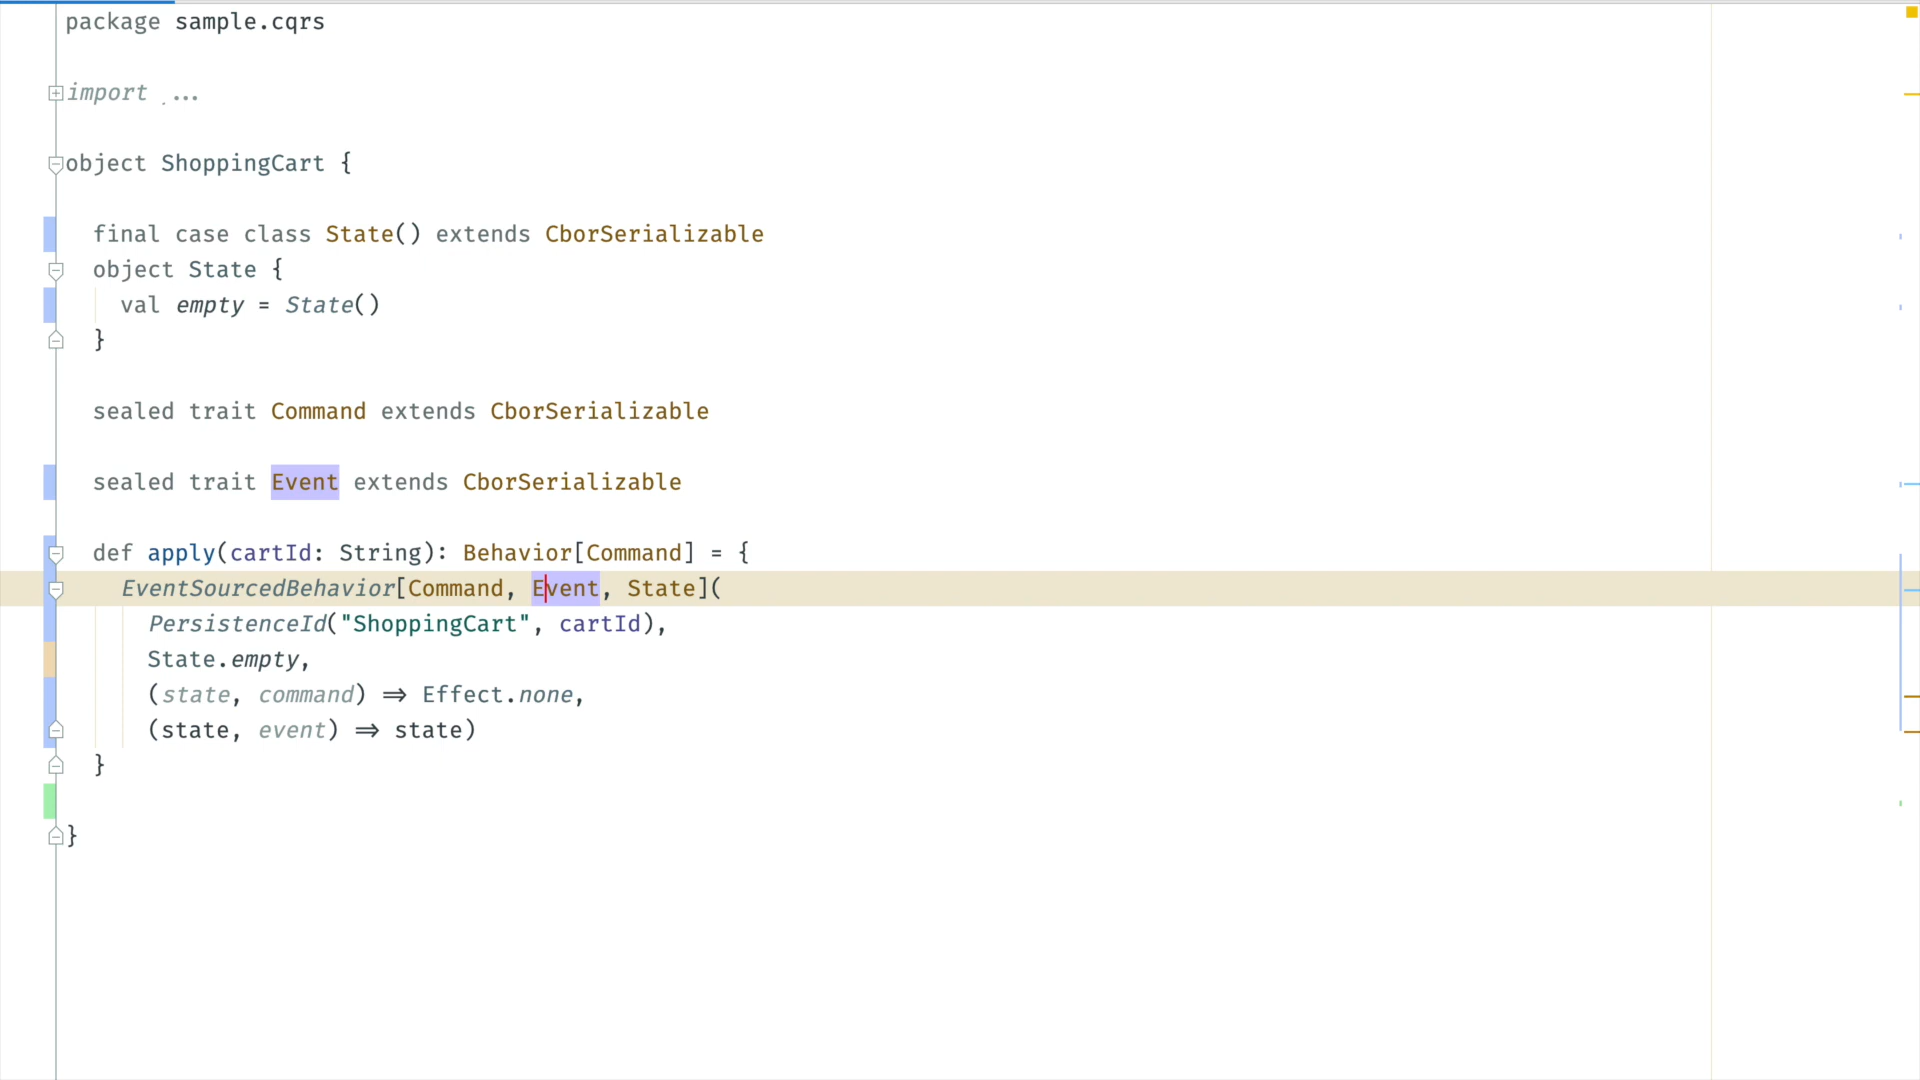 package sample.cqrs
import ...
object ShoppingCart {
final case class State() extends CborSerializable
object State {
val empty = State()
}
sealed trait Command extends CborSerializable
sealed trait Event extends CborSerializable
def apply(cartId: String): Behavior[Command] = {
EventSourcedBehavior[Command, Event, State](
PersistenceId("ShoppingCart", cartId),
State.empty,
(state, command) ⇒ Effect.none,
(state, event) ⇒ state)
}
}